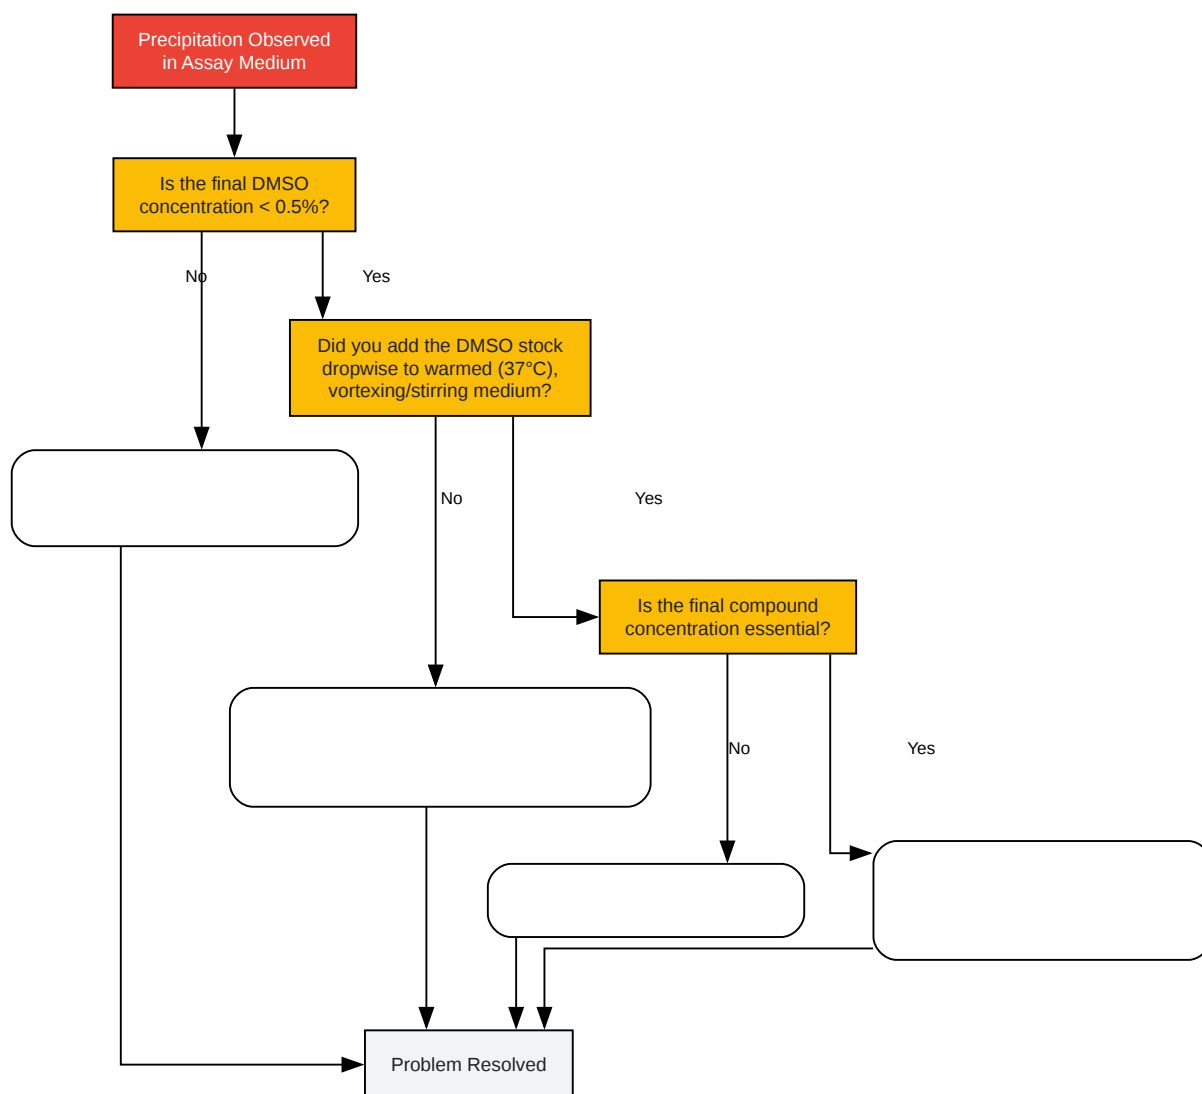 Precipitation Observed
in Assay Medium
Is the final DMSO
concentration < 0.5%?
No
Yes
Did you add the DMSO stock
dropwise to warmed (37°C),
vortexing/stirring medium?
No
Yes
Is the final compound
concentration essential?
No
Yes
Problem Resolved